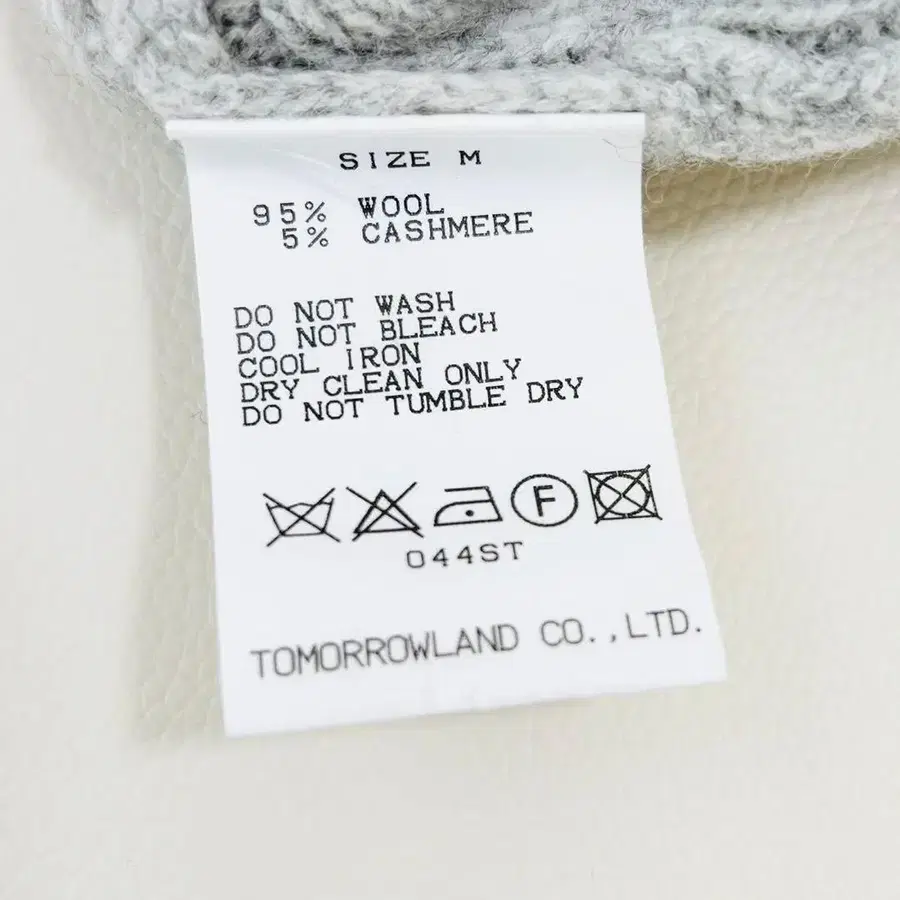 SIZE M
95% WOOL
5% CASHMERE
DO NOT WASH
DO NOT BLEACH
COOL IRON
DRY CLEAN ONLY
DO NOT TUMBLE DRY
F
044ST
TOMORROWLAND CO.,LTD.